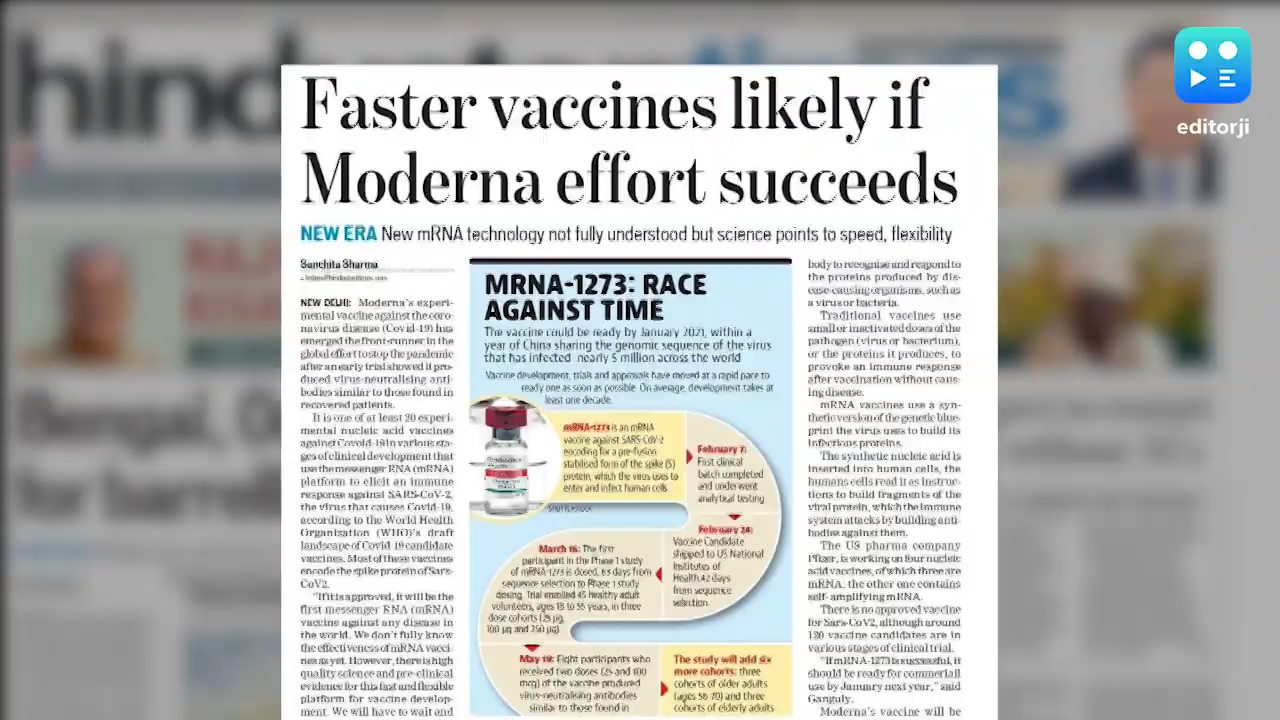 editorji
Faster vaccines likely if
Moderna effort succeeds
NEW ERA New mRNA technology not fully understood but science points to speed, flexibility
Sanchita Sharma
NEW DELHI: Moderna's experi-
mental vaccine against the coro-
navirus disease (Covid-19) has
emerged the front-runner in the
global effort to stop the pandemic
after an early trial showed it pro-
duced virus-neutralising anti-
bodies similar to those found in
recovered patients.
It is one of at least 20 experi-
mental nucleic acid vaccines
against Covid-19 in various sta-
ges of clinical development that
use the messenger RNA (mRNA)
platform to elicit an immune
response against SARS-CoV-2,
the virus that causes Covid-19,
according to the World Health
Organisation (WHO)'s draft
landscape of Covid-19 candidate
vaccines. Most of these vaccines
encode the spike protein of Sars-
CoV2.
"If it is approved, it will be the
first messenger RNA (mRNA)
vaccine against any disease in
the world. We don't fully know
the effectiveness of mRNA vacci-
nes as yet. However, there is high
quality science and pre-clinical
evidence for this fast and flexible
platform for vaccine develop-
ment. We will have to wait and
MRNA-1273: RACE
AGAINST TIME
The vaccine could be ready by January 2021, within a
year of China sharing the genomic sequence of the virus
that has infected nearly 5 million across the world
Vaccine development, trials and approvals have moved at a rapid pace to
ready one as soon as possible. On average, development takes at
least one decade.
mRNA-1273 is an mRNA
vaccine against SARS-CoV-2
encoding for a pre-fusion
stabilised form of the spike (S)
protein, which the virus uses to
enter and infect human cells
SHUTTERSTOCK
February 7:
First clinical
batch completed
and underwent
analytical testing
February 24:
Vaccine Candidate
shipped to US National
Institutes of
Health 42 days
from sequence
selection.
March 16: The first
participant in the Phase 1 study
of mRNA-1273 is dosed, 63 days from
sequence selection to Phase 1 study
dosing. Trial enrolled 45 healthy adult
volunteers, ages 18 to 55 years, in three
dose cohorts (25 µg,
100 µg and 250 µg)
May 18: Eight participants who
received two doses (25 and 100
mcg) of the vaccine produced
virus-neutralising antibodies
similar to those found in
The study will add six
more cohorts: three
cohorts of older adults
(ages 56-70) and three
cohorts of elderly adults
body to recognise and respond to
the proteins produced by dis-
ease-causing organisms, such as
a virus or bacteria.
Traditional vaccines use
small or inactivated doses of the
pathogen (virus or bacterium),
or the proteins it produces, to
provoke an immune response
after vaccination without caus-
ing disease.
mRNA vaccines use a syn-
thetic version of the genetic blue-
print the virus uses to build its
infectious proteins.
The synthetic nucleic acid is
inserted into human cells, the
humans cells read it as instruc-
tions to build fragments of the
viral protein, which the immune
system attacks by building anti-
bodies against them.
The US pharma company
Pfizer, is working on four nucleic
acid vaccines, of which three are
mRNA, the other one contains
self-amplifying mRNA.
There is no approved vaccine
for Sars-CoV2, although around
120 vaccine candidates are in
various stages of clinical trial.
"If mRNA-1273 is successful, it
should be ready for commercial
use by January next year," said
Ganguly.
Moderna's vaccine will be